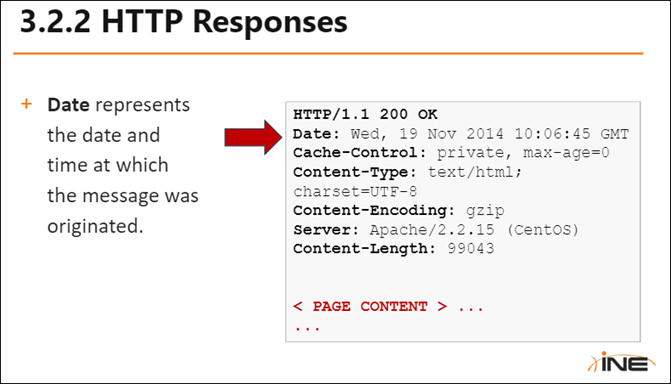 3.2.2 HTTP Responses
+ Date represents
the date and
time at which
the message was
originated.
HTTP/1.1 200 OK
Date: Wed, 19 Nov 2014 10:06:45 GMT
Cache-Control: private, max-age=0
Content-Type: text/html;
charset=UTF-8
Content-Encoding: gzip
Server: Apache/2.2.15 (CentOS)
Content-Length: 99043
< PAGE CONTENT > ...
...
INE